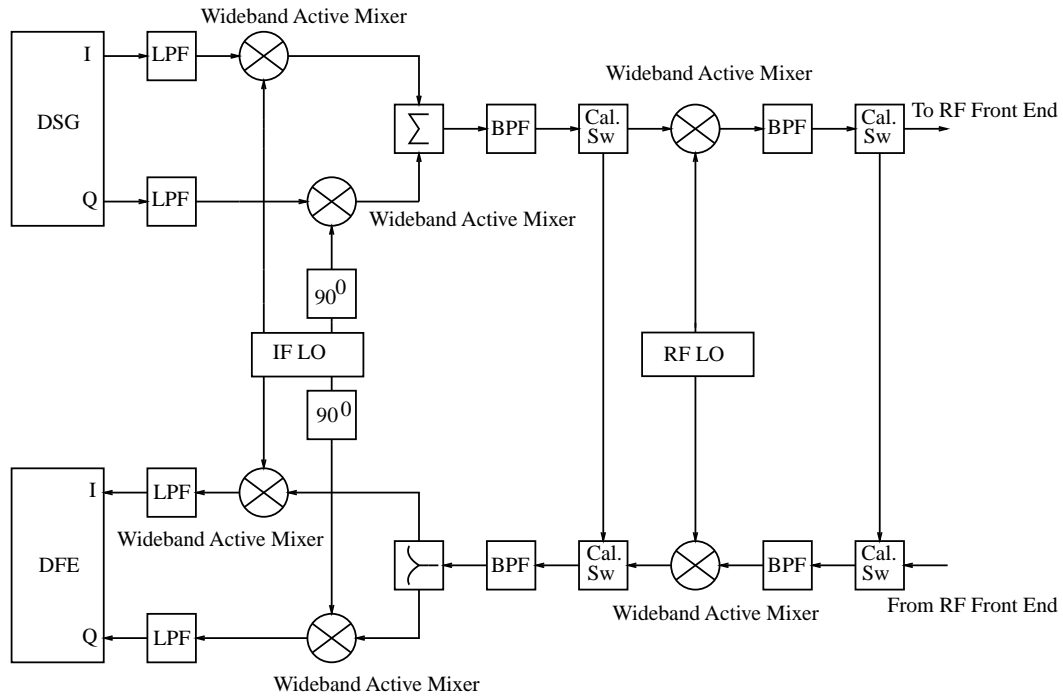 Wideband Active Mixer
I
LPF
DSG
Q
LPF
Wideband Active Mixer
∑
BPF
Cal.
Sw
Wideband Active Mixer
BPF
Cal.
Sw
To RF Front End
90⁰
IF LO
90⁰
RF LO
I
LPF
Wideband Active Mixer
DFE
Q
LPF
Wideband Active Mixer
BPF
Cal.
Sw
Wideband Active Mixer
BPF
Cal.
Sw
From RF Front End